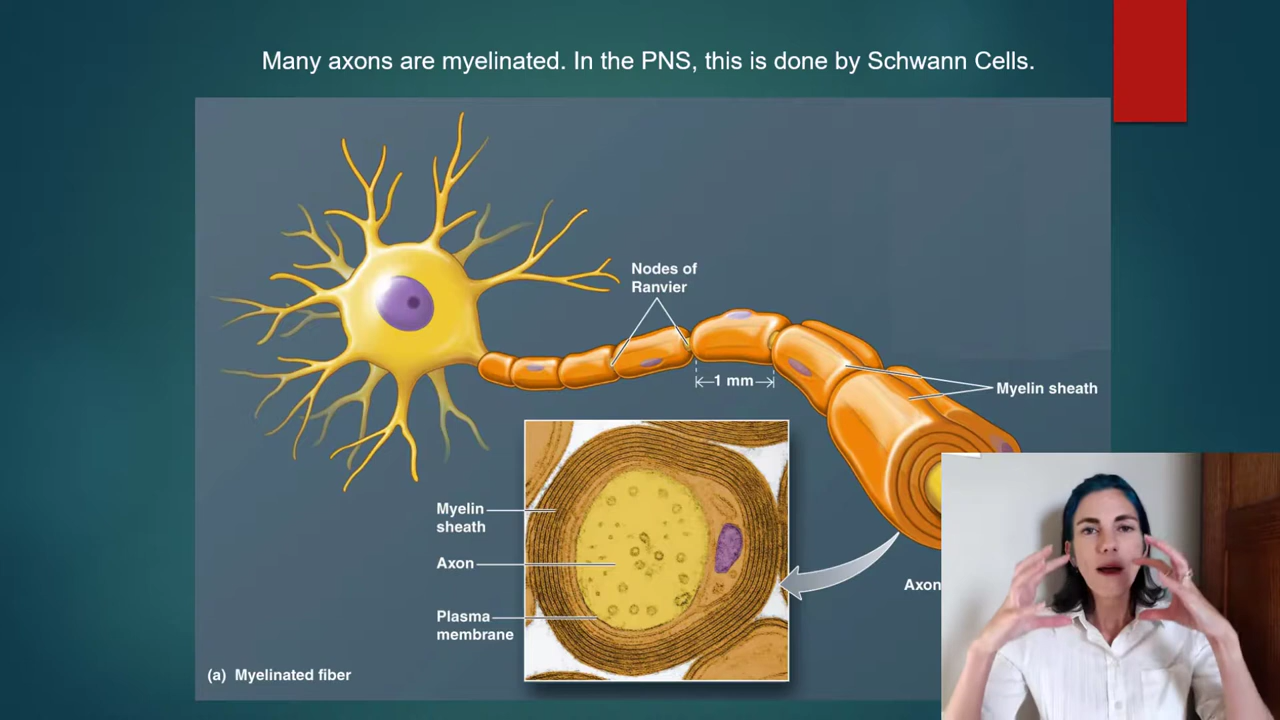 Many axons are myelinated. In the PNS, this is done by Schwann Cells.
Nodes of
Ranvier
1 mm
Myelin sheath
Myelin
sheath
Axon
Plasma
membrane
Axon
(a) Myelinated fiber